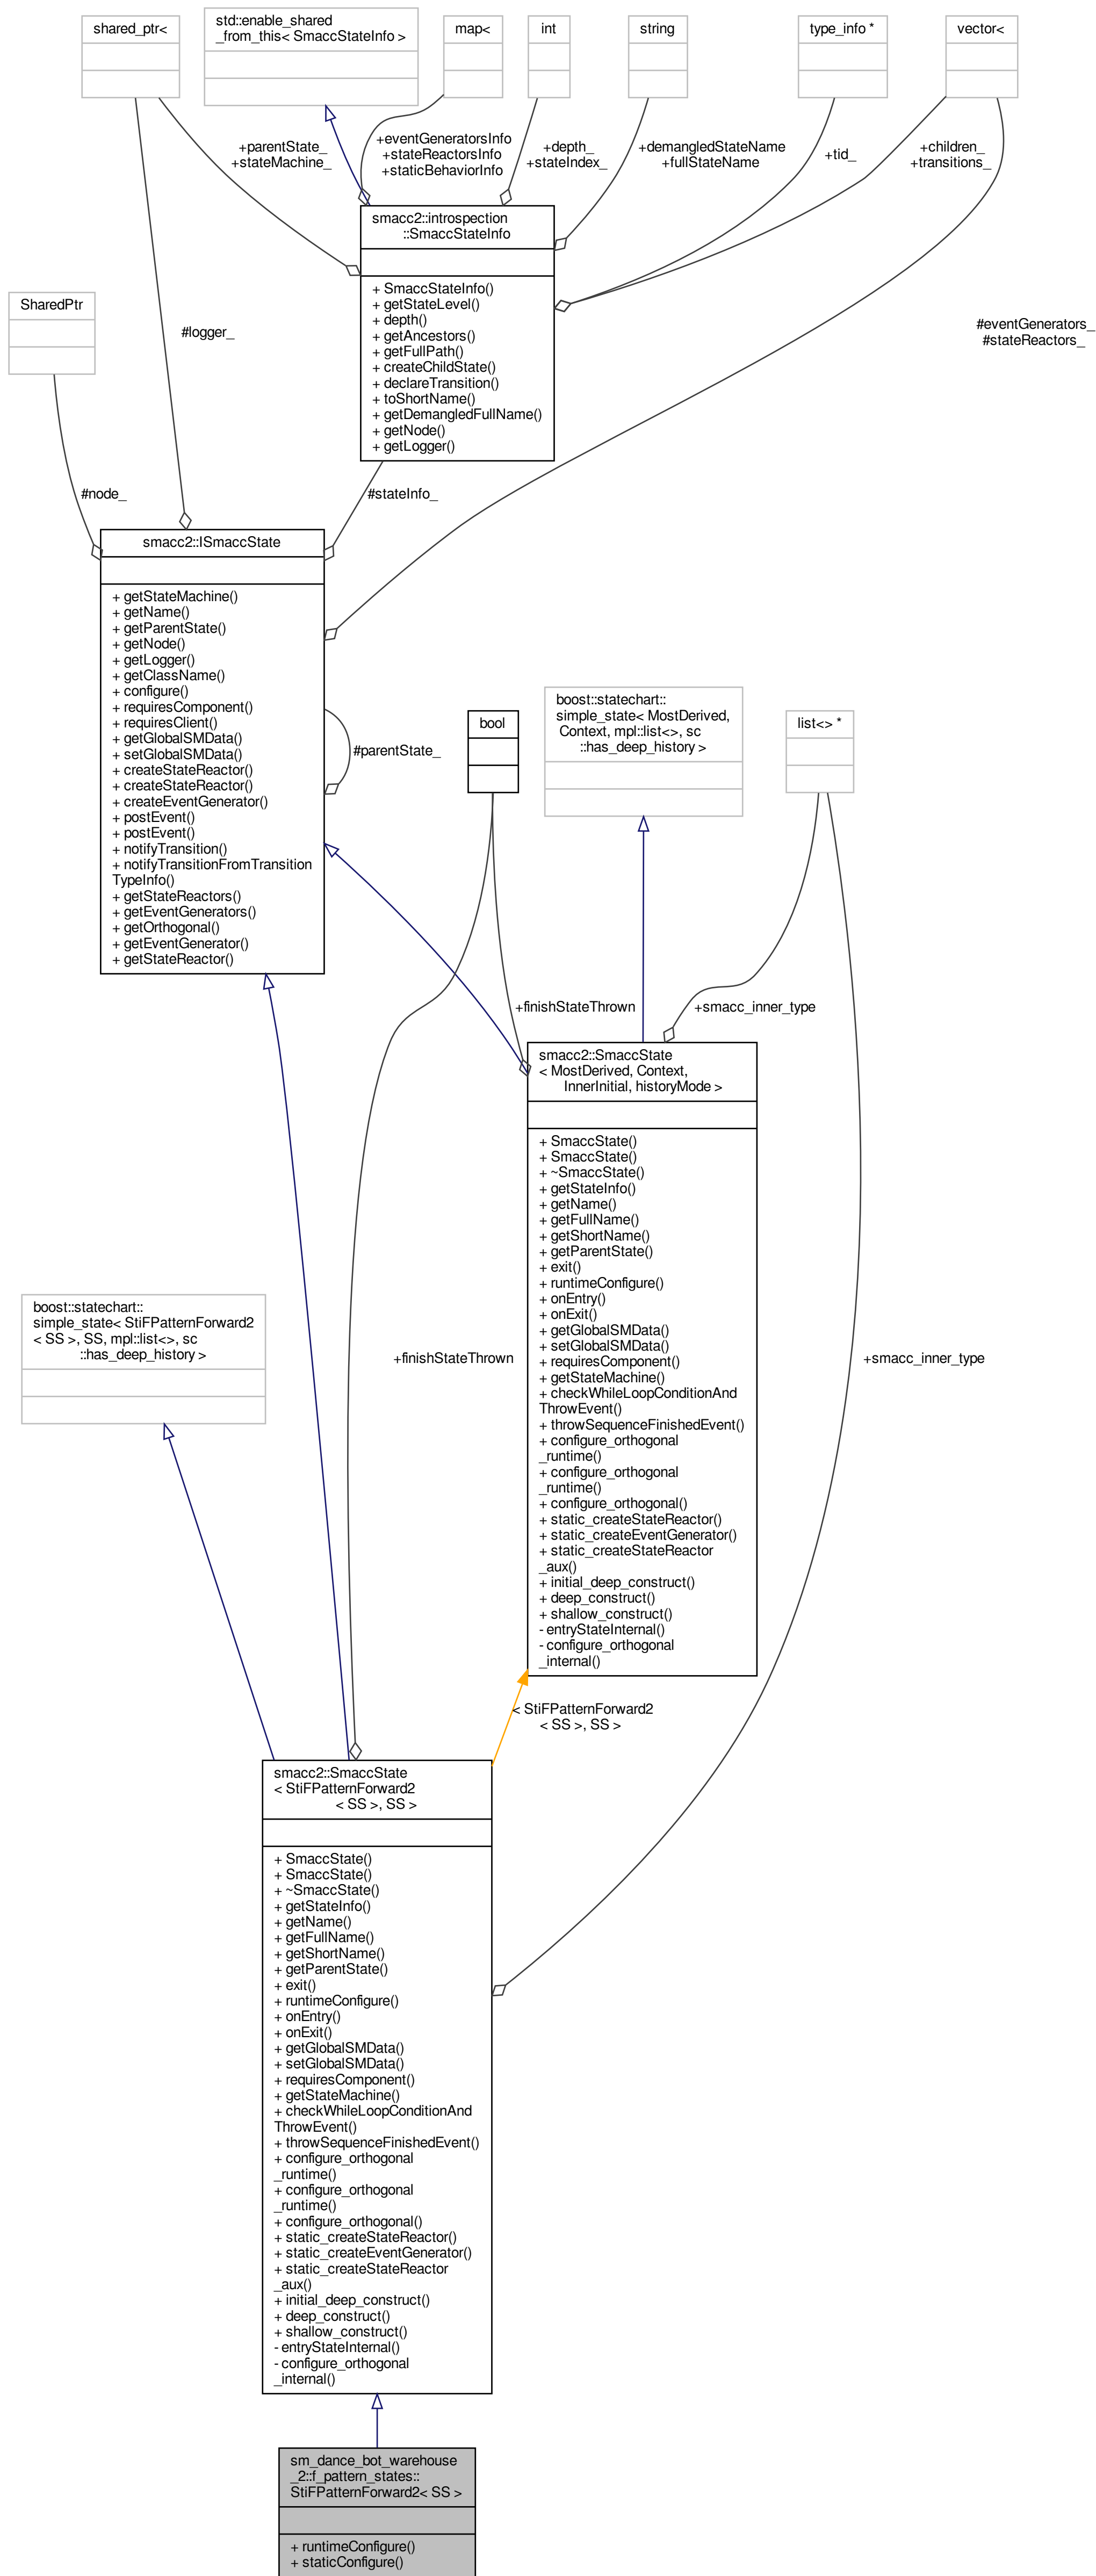 shared_ptr<
std::enable_shared
_from_this< SmaccStateInfo >
map<
int
string
type_info *
vector<
+parentState_
+stateMachine_
+eventGeneratorsInfo
+stateReactorsInfo
+staticBehaviorInfo
+depth_
+stateIndex_
+demangledStateName
+fullStateName
+tid_
+children_
+transitions_
smacc2::introspection
::SmaccStateInfo
+ SmaccStateInfo()
+ getStateLevel()
+ depth()
+ getAncestors()
+ getFullPath()
+ createChildState()
+ declareTransition()
+ toShortName()
+ getDemangledFullName()
+ getNode()
+ getLogger()
SharedPtr
#logger_
#eventGenerators_
#stateReactors_
#node_
#stateInfo_
smacc2::ISmaccState
+ getStateMachine()
+ getName()
+ getParentState()
+ getNode()
+ getLogger()
+ getClassName()
+ configure()
+ requiresComponent()
+ requiresClient()
+ getGlobalSMData()
+ setGlobalSMData()
+ createStateReactor()
+ createStateReactor()
+ createEventGenerator()
+ postEvent()
+ postEvent()
+ notifyTransition()
+ notifyTransitionFromTransition
TypeInfo()
+ getStateReactors()
+ getEventGenerators()
+ getOrthogonal()
+ getEventGenerator()
+ getStateReactor()
#parentState_
bool
boost::statechart::
simple_state< MostDerived,
Context, mpl::list<>, sc
::has_deep_history >
list<> *
+finishStateThrown
+smacc_inner_type
smacc2::SmaccState
< MostDerived, Context,
InnerInitial, historyMode >
+ SmaccState()
+ SmaccState()
+ ~SmaccState()
+ getStateInfo()
+ getName()
+ getFullName()
+ getShortName()
+ getParentState()
+ exit()
+ runtimeConfigure()
+ onEntry()
+ onExit()
+ getGlobalSMData()
+ setGlobalSMData()
+ requiresComponent()
+ getStateMachine()
+ checkWhileLoopConditionAnd
ThrowEvent()
+ throwSequenceFinishedEvent()
+ configure_orthogonal
_runtime()
+ configure_orthogonal
_runtime()
+ configure_orthogonal()
+ static_createStateReactor()
+ static_createEventGenerator()
+ static_createStateReactor
_aux()
+ initial_deep_construct()
+ deep_construct()
+ shallow_construct()
- entryStateInternal()
- configure_orthogonal
_internal()
boost::statechart::
simple_state< StiFPatternForward2
< SS >, SS, mpl::list<>, sc
::has_deep_history >
+finishStateThrown
+smacc_inner_type
< StiFPatternForward2
< SS >, SS >
smacc2::SmaccState
< StiFPatternForward2
< SS >, SS >
+ SmaccState()
+ SmaccState()
+ ~SmaccState()
+ getStateInfo()
+ getName()
+ getFullName()
+ getShortName()
+ getParentState()
+ exit()
+ runtimeConfigure()
+ onEntry()
+ onExit()
+ getGlobalSMData()
+ setGlobalSMData()
+ requiresComponent()
+ getStateMachine()
+ checkWhileLoopConditionAnd
ThrowEvent()
+ throwSequenceFinishedEvent()
+ configure_orthogonal
_runtime()
+ configure_orthogonal
_runtime()
+ configure_orthogonal()
+ static_createStateReactor()
+ static_createEventGenerator()
+ static_createStateReactor
_aux()
+ initial_deep_construct()
+ deep_construct()
+ shallow_construct()
- entryStateInternal()
- configure_orthogonal
_internal()
sm_dance_bot_warehouse
_2::f_pattern_states::
StiFPatternForward2< SS >
+ runtimeConfigure()
+ staticConfigure()